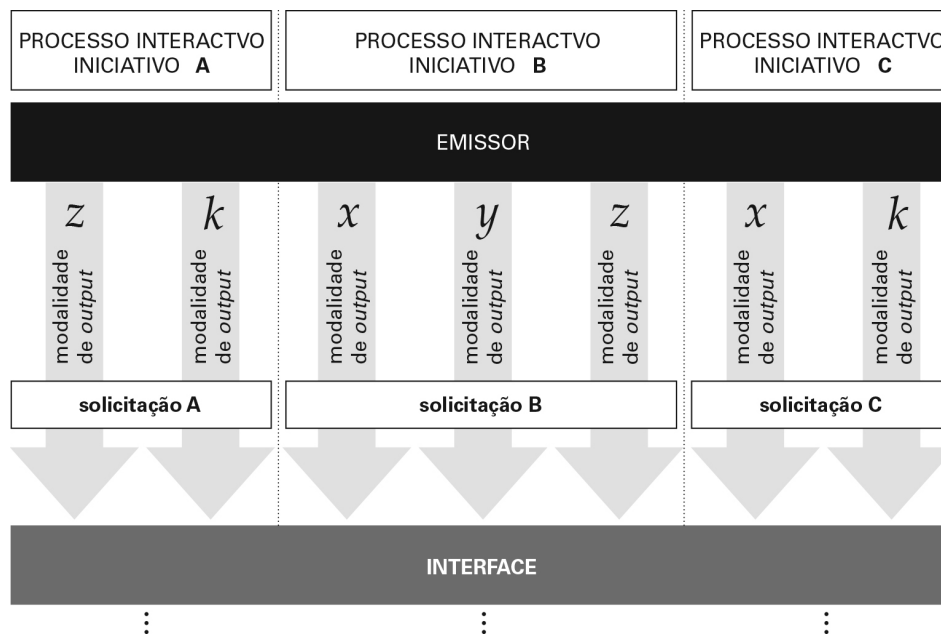 PROCESSO INTERACTVO
INICIATIVO A
PROCESSO INTERACTVO
INICIATIVO B
PROCESSO INTERACTVO
INICIATIVO C
EMISSOR
z
modalidade
de output
k
modalidade
de output
x
modalidade
de output
y
modalidade
de output
z
modalidade
de output
x
modalidade
de output
k
modalidade
de output
solicitação A
solicitação B
solicitação C
INTERFACE